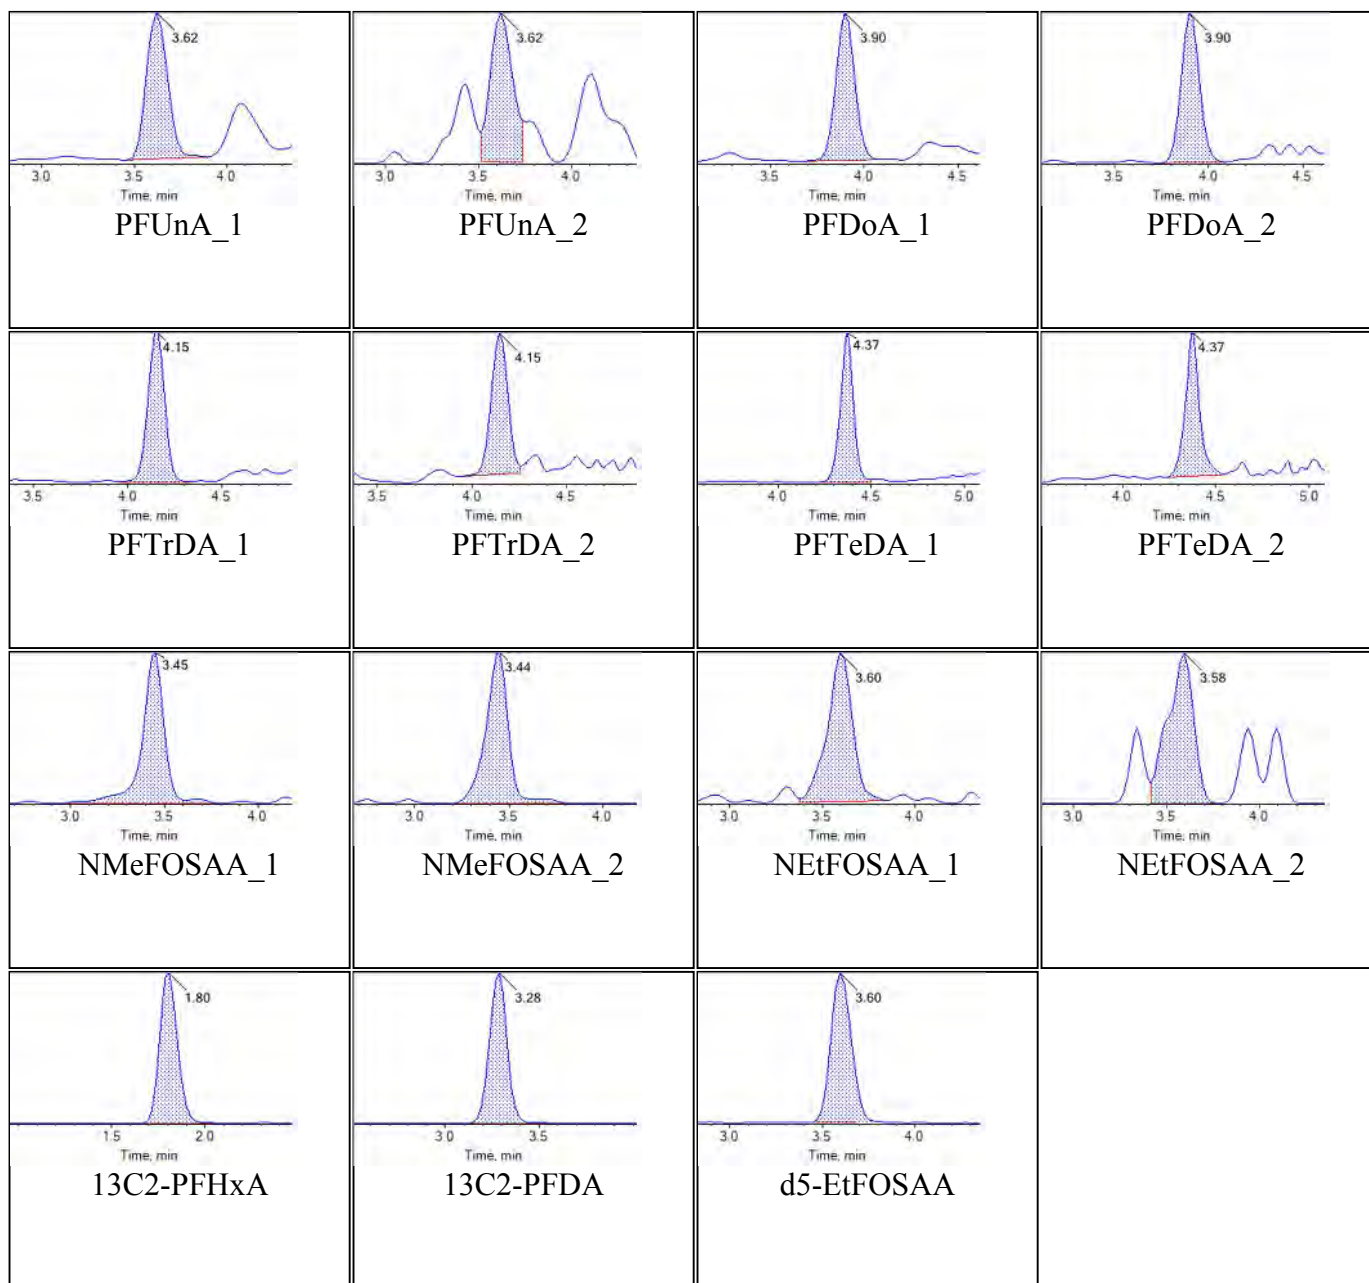 3.62
3.0 3.5 4.0
Time, min
PFUnA_1
3.62
3.0 3.5 4.0
Time, min
PFUnA_2
3.90
3.5 4.0 4.5
Time, min
PFDoA_1
3.90
3.5 4.0 4.5
Time, min
PFDoA_2
4.15
3.5 4.0 4.5
Time, min
PFTrDA_1
4.15
3.5 4.0 4.5
Time, min
PFTrDA_2
4.37
4.0 4.5 5.0
Time, min
PFTeDA_1
4.37
4.0 4.5 5.0
Time, min
PFTeDA_2
3.45
3.0 3.5 4.0
Time, min
NMeFOSAA_1
3.44
3.0 3.5 4.0
Time, min
NMeFOSAA_2
3.60
3.0 3.5 4.0
Time, min
NEtFOSAA_1
3.58
3.0 3.5 4.0
Time, min
NEtFOSAA_2
1.80
1.5 2.0
Time, min
13C2-PFHxA
3.28
3.0 3.5
Time, min
13C2-PFDA
3.60
3.0 3.5 4.0
Time, min
d5-EtFOSAA